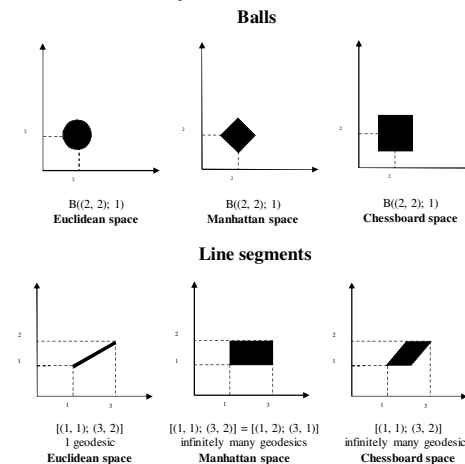 Balls
2
2
2
2
2
2
B((2, 2); 1)
Euclidean space
B((2, 2); 1)
Manhattan space
B((2, 2); 1)
Chessboard space
Line segments
2
1
1
3
2
1
1
3
2
1
1
3
[(1, 1); (3, 2)]
1 geodesic
Euclidean space
[(1, 1); (3, 2)] = [(1, 2); (3, 1)]
infinitely many geodesics
Manhattan space
[(1, 1); (3, 2)]
infinitely many geodesic
Chessboard space